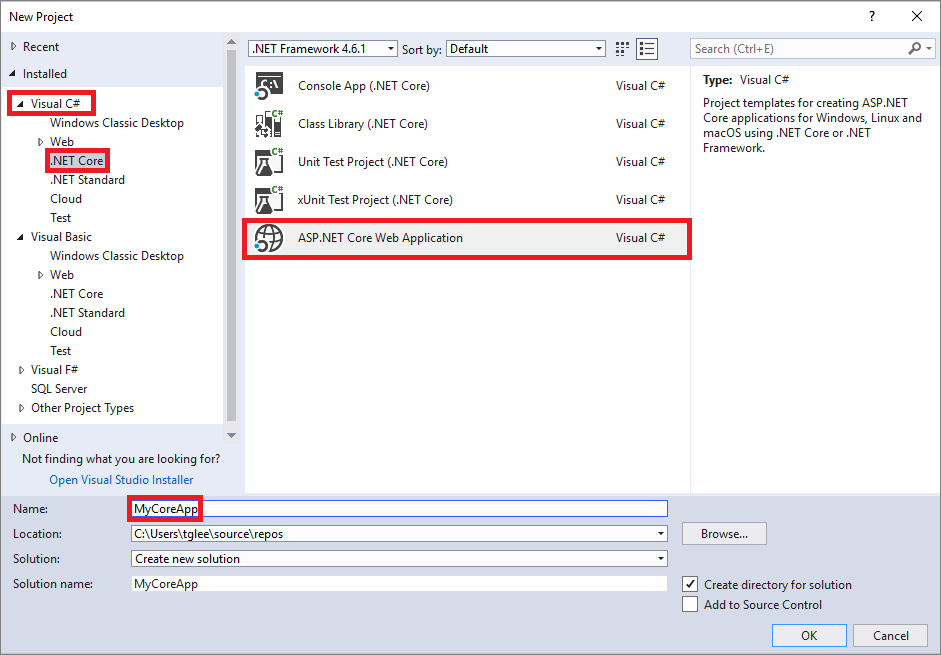 New Project
? 
Recent
Installed
Visual C#
Windows Classic Desktop
Web
.NET Core
.NET Standard
Cloud
Test
Visual Basic
Windows Classic Desktop
Web
.NET Core
.NET Standard
Cloud
Test
Visual F#
SQL Server
Other Project Types
Online
Not finding what you are looking for?
Open Visual Studio Installer
.NET Framework 4.6.1 Sort by: Default
Console App (.NET Core) Visual C#
Class Library (.NET Core) Visual C#
Unit Test Project (.NET Core) Visual C#
xUnit Test Project (.NET Core) Visual C#
ASP.NET Core Web Application Visual C#
Search (Ctrl+E)
Type: Visual C#
Project templates for creating ASP.NET
Core applications for Windows, Linux and
macOS using .NET Core or .NET
Framework.
Name: MyCoreApp
Location: C:\Users\tglee\source\repos
Browse...
Solution: Create new solution
Solution name: MyCoreApp
Create directory for solution
Add to Source Control
OK Cancel